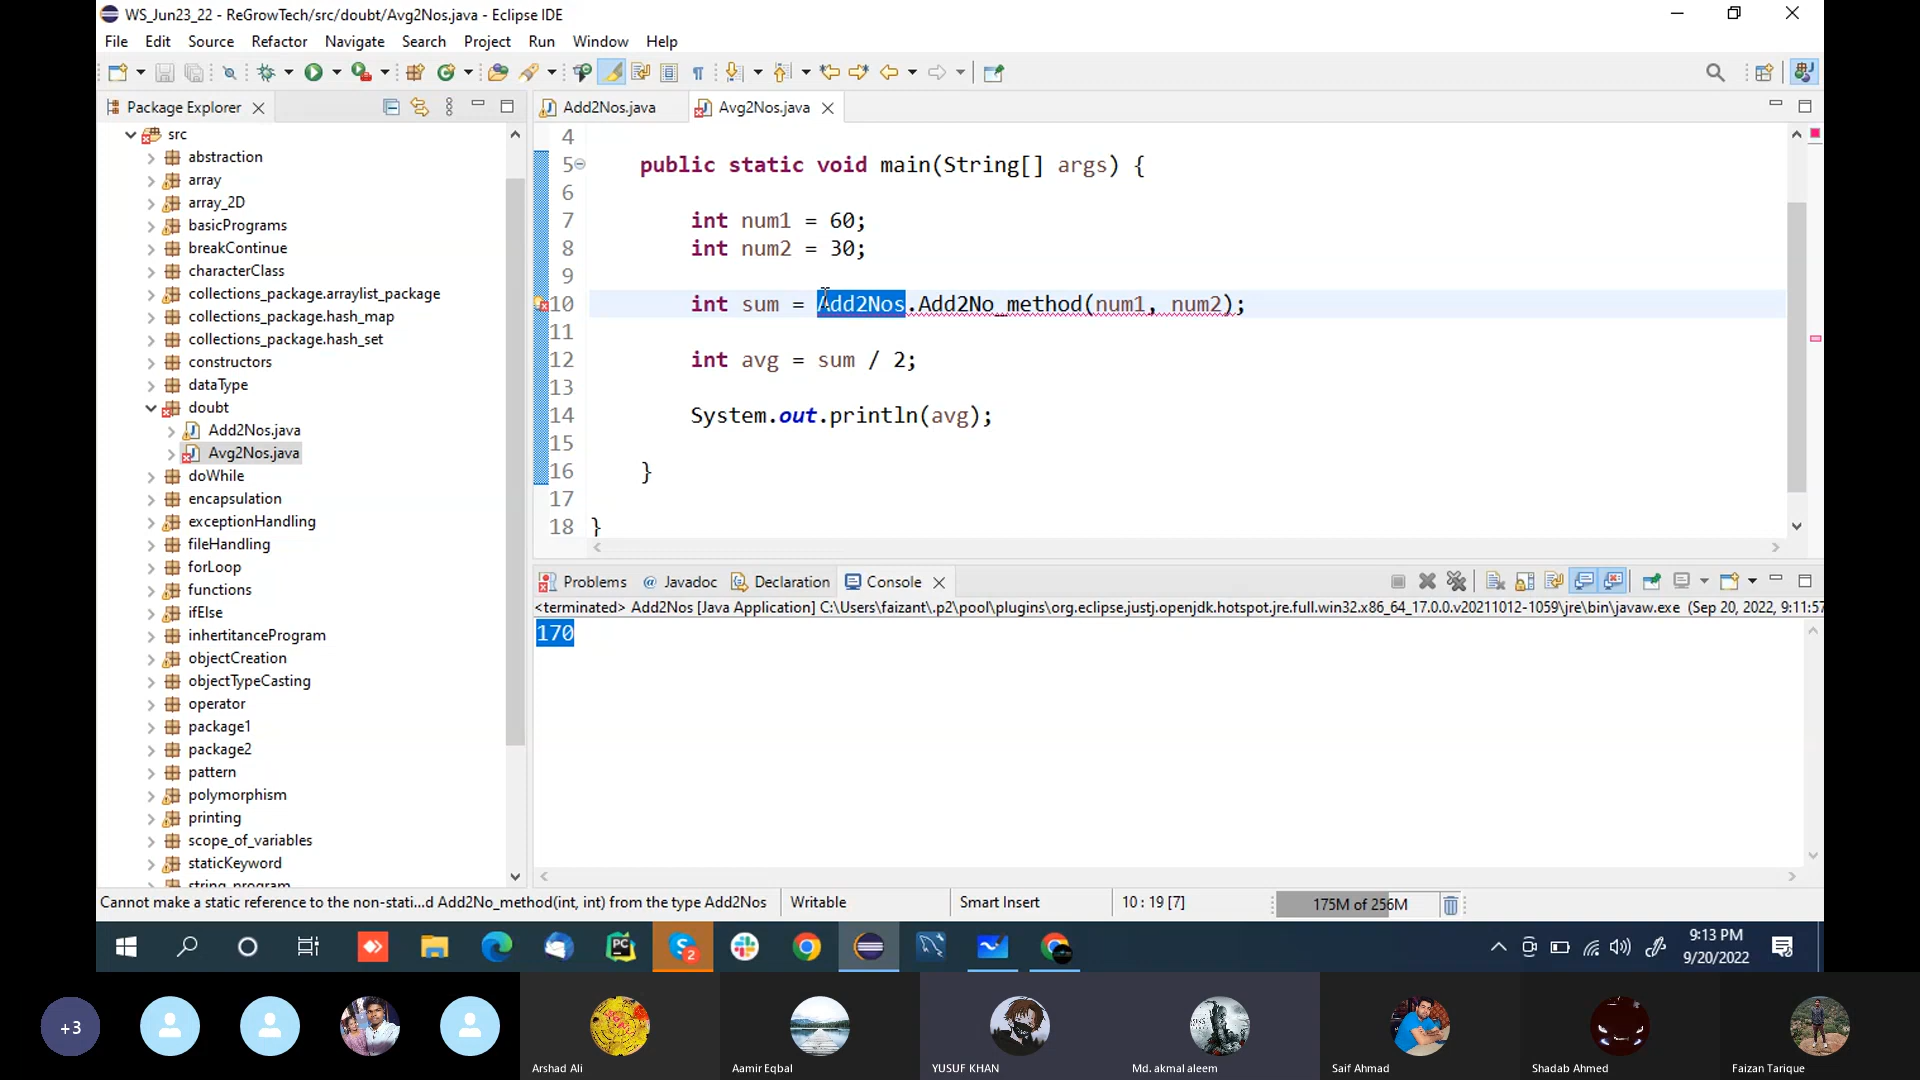 WS_Jun23_22 - ReGrowTech/src/doubt/Avg2Nos.java - Eclipse IDE
File Edit Source Refactor Navigate Search Project Run Window Help
Package Explorer
Add2Nos.java
Avg2Nos.java
src
abstraction
array
array_2D
basicPrograms
breakContinue
characterClass
collections_package.arraylist_package
collections_package.hash_map
collections_package.hash_set
constructors
dataType
doubt
Add2Nos.java
Avg2Nos.java
doWhile
encapsulation
exceptionHandling
fileHandling
forLoop
functions
ifElse
inhertitanceProgram
objectCreation
objectTypeCasting
operator
package1
package2
pattern
polymorphism
printing
scope_of_variables
staticKeyword
string_program
4
5 public static void main(String[] args) {
6
7 int num1 = 60;
8 int num2 = 30;
9
10 int sum = Add2Nos.Add2No_method(num1, num2);
11
12 int avg = sum / 2;
13
14 System.out.println(avg);
15
16 }
17
18 }
Problems @ Javadoc Declaration Console
<terminated> Add2Nos [Java Application] C:\Users\faizant\.p2\pool\plugins\org.eclipse.justj.openjdk.hotspot.jre.full.win32.x86_64_17.0.0.v20211012-1059\jre\bin\javaw.exe (Sep 20, 2022, 9:11:57
170
Cannot make a static reference to the non-stati...d Add2No_method(int, int) from the type Add2Nos
Writable
Smart Insert
10 : 19 [7]
175M of 256M
PC
2
9:13 PM
9/20/2022
+3
Arshad Ali
Aamir Eqbal
YUSUF KHAN
Md. akmal aleem
Saif Ahmad
Shadab Ahmed
Faizan Tarique